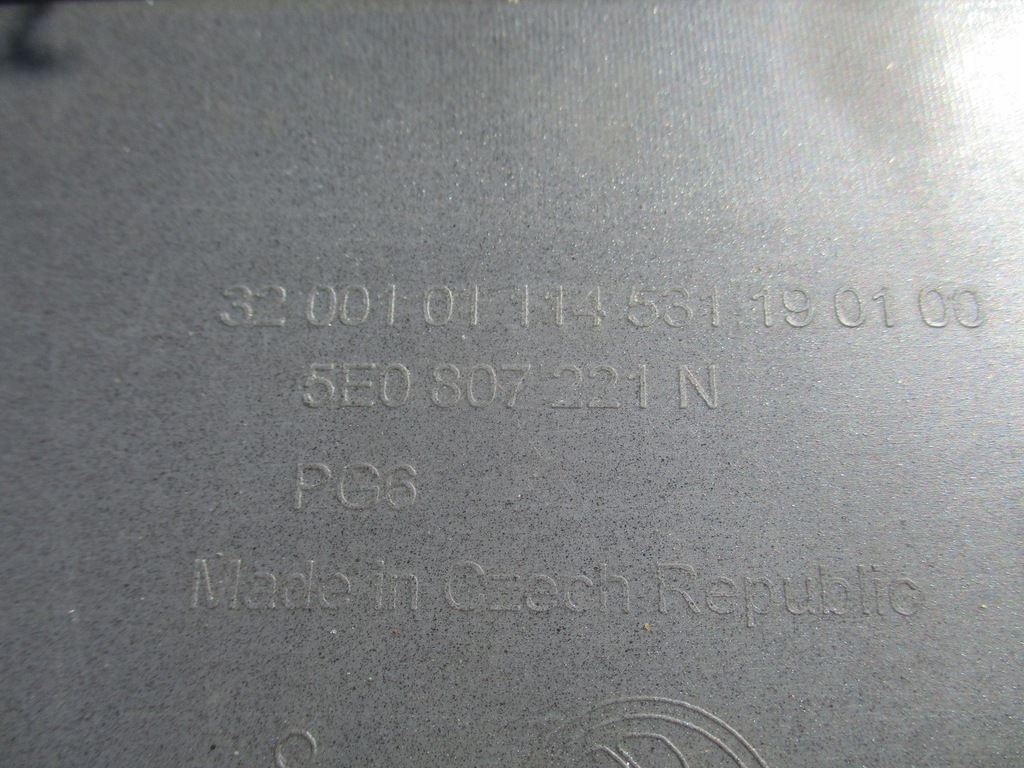 32 001 01 114 531 19 01 00
5E0 807 221 N
PG6
Made in Czech Republic